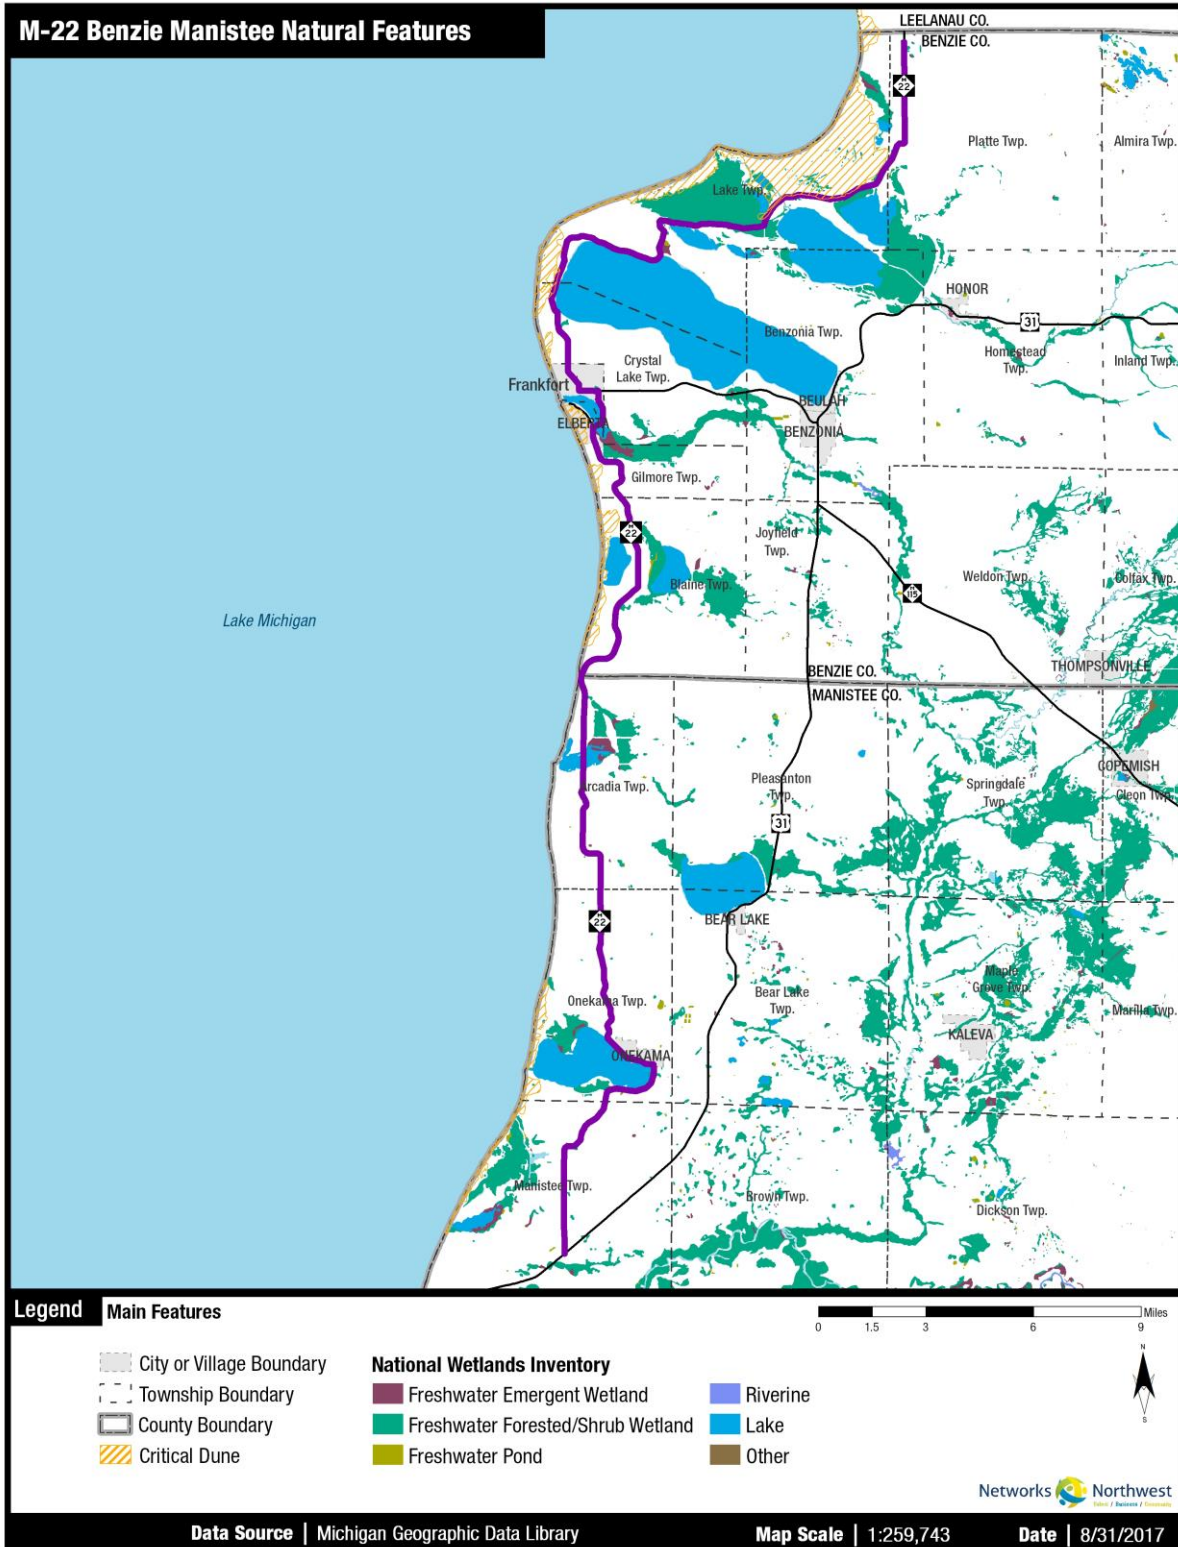 M-22 Benzie Manistee Natural Features
LEELANAU CO.
BENZIE CO.
M
22
Platte Twp.
Almira Twp.
Lake Twp.
HONOR
31
Benzonia Twp.
Homestead
Twp.
Inland Twp.
Crystal
Lake Twp.
Frankfort
BEULAH
ELBERTA
BENZONIA
Gilmore Twp.
M
22
Joyfield
Twp.
Blaine Twp.
Weldon Twp.
Colfax Twp.
M
115
Lake Michigan
THOMPSONVILLE
BENZIE CO.
MANISTEE CO.
COPEMISH
Arcadia Twp.
Pleasanton
Twp.
Springdale
Twp.
Cleon Twp.
31
BEAR LAKE
M
22
Maple
Grove Twp.
Onekama Twp.
Bear Lake
Twp.
Marilla Twp.
KALEVA
ONEKAMA
Manistee Twp.
Brown Twp.
Dickson Twp.
Legend
Main Features
Miles
0 1.5 3 6 9
City or Village Boundary
Township Boundary
County Boundary
Critical Dune
National Wetlands Inventory
Freshwater Emergent Wetland
Freshwater Forested/Shrub Wetland
Freshwater Pond
Riverine
Lake
Other
N
S
Networks Northwest
Data Source | Michigan Geographic Data Library
Map Scale | 1:259,743
Date | 8/31/2017